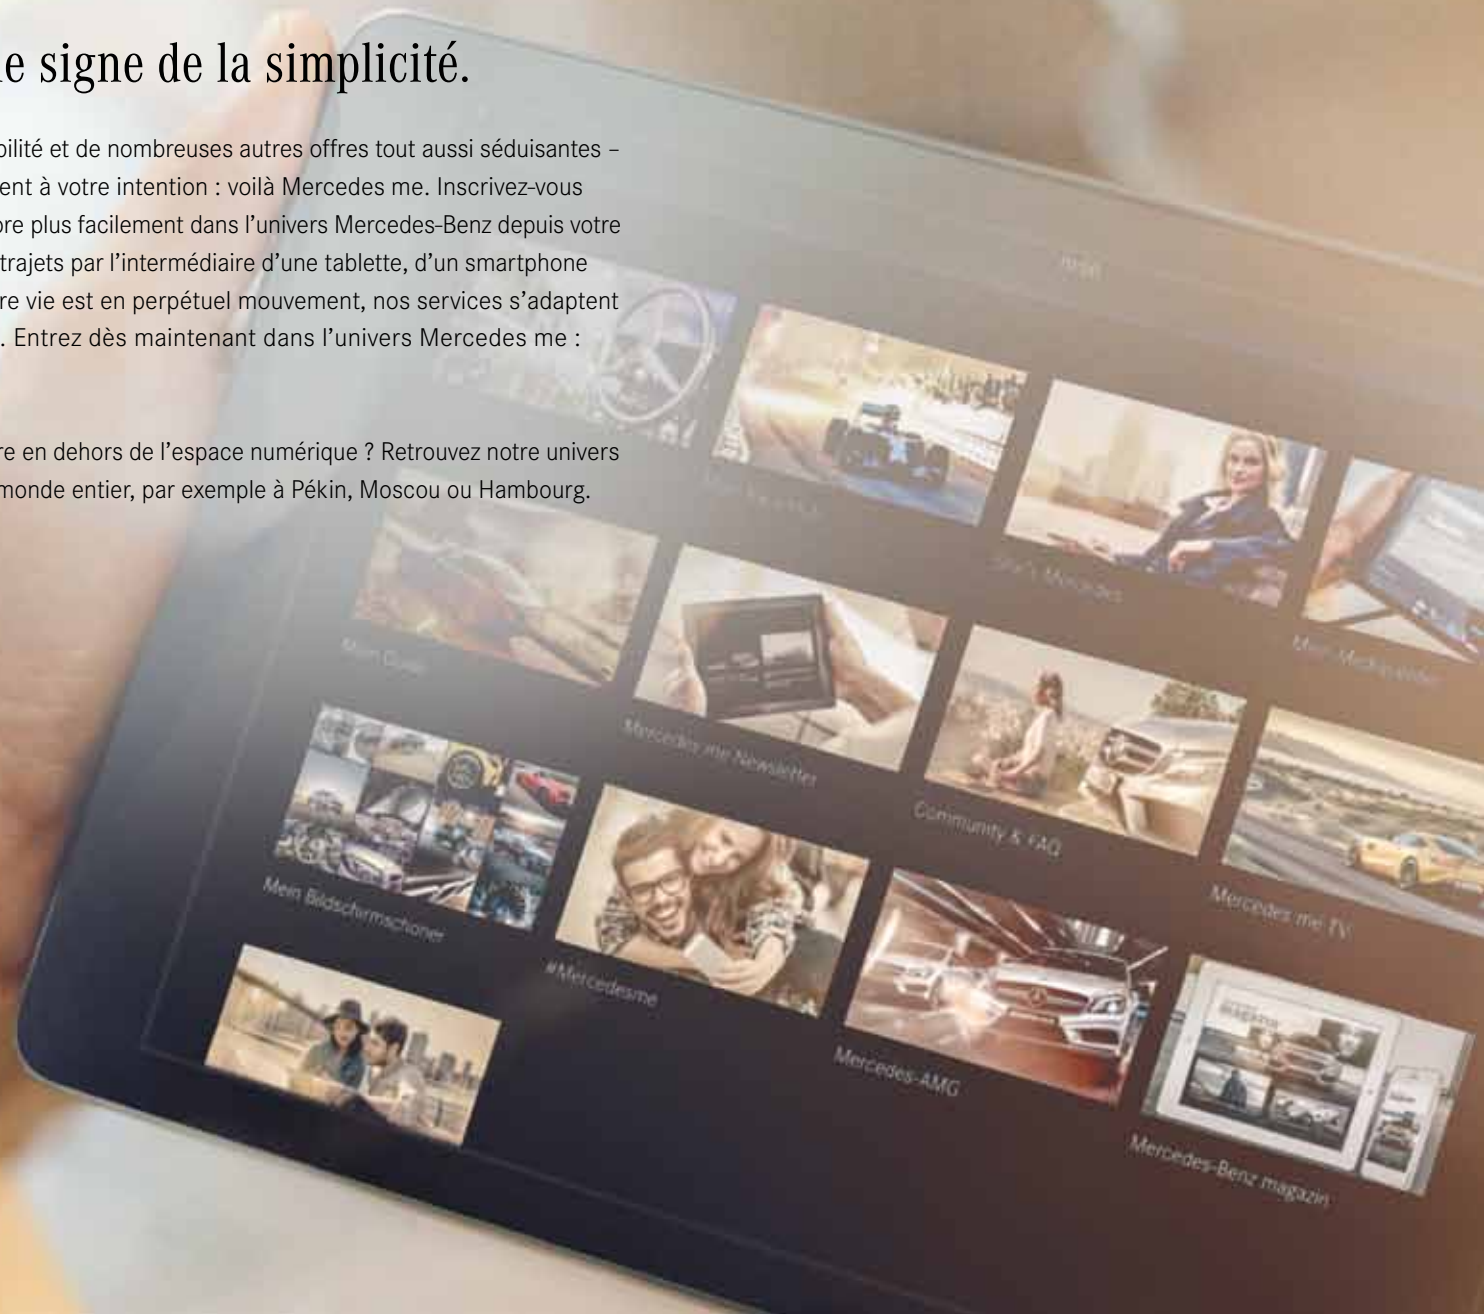 le signe de la simplicité.
bilité et de nombreuses autres offres tout aussi séduisantes –
ent à votre intention : voilà Mercedes me. Inscrivez-vous
ore plus facilement dans l’univers Mercedes-Benz depuis votre
trajets par l’intermédiaire d’une tablette, d’un smartphone
re vie est en perpétuel mouvement, nos services s’adaptent
. Entrez dès maintenant dans l’univers Mercedes me :
re en dehors de l’espace numérique ? Retrouvez notre univers
monde entier, par exemple à Pékin, Moscou ou Hambourg.
Mercedes me Newsletter
Community & FAQ
Mercedes me TV
Mein Bildschirmschoner
#Mercedesme
Mercedes-AMG
Mercedes-Benz magazin